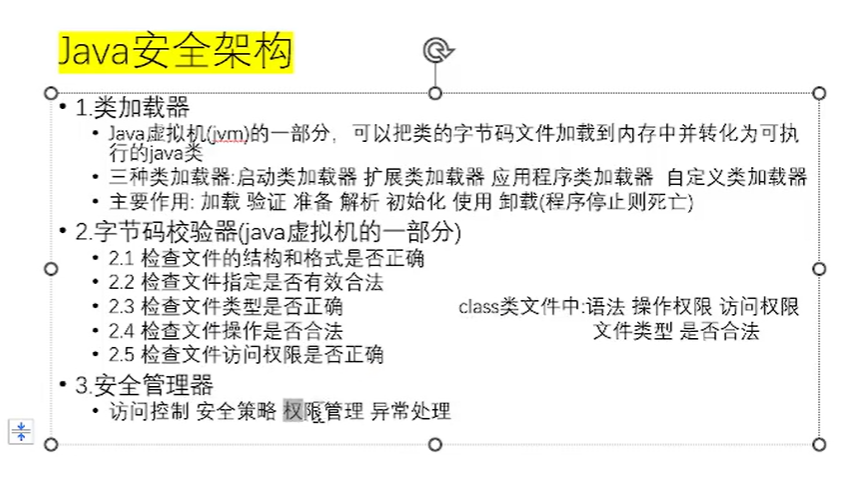 Java安全架构
• 1.类加载器
• Java虚拟机(jvm)的一部分，可以把类的字节码文件加载到内存中并转化为可执
行的java类
• 三种类加载器:启动类加载器 扩展类加载器 应用程序类加载器 自定义类加载器
• 主要作用: 加载 验证 准备 解析 初始化 使用 卸载(程序停止则死亡)
• 2.字节码校验器(java虚拟机的一部分)
• 2.1 检查文件的结构和格式是否正确
• 2.2 检查文件指定是否有效合法
• 2.3 检查文件类型是否正确
• 2.4 检查文件操作是否合法
• 2.5 检查文件访问权限是否正确
class类文件中:语法 操作权限 访问权限
文件类型 是否合法
• 3.安全管理器
• 访问控制 安全策略 权限管理 异常处理